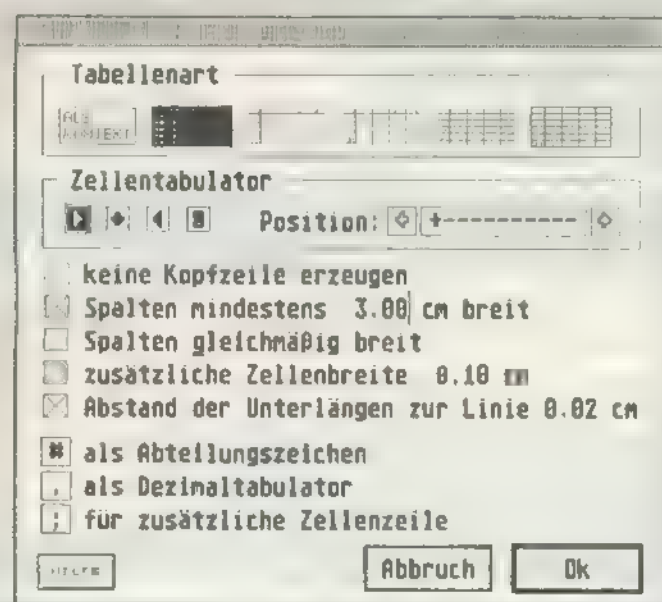 Tabellenart
ALS
Zellentabulator
Position:
keine Kopfzeile erzeugen
Spalten mindestens 3.00 cm breit
Spalten gleichmäßig breit
zusätzliche Zellenbreite 0.10
Abstand der Unterlängen zur Linie 0.02 cm
# als Abteilungszeichen
, als Dezimaltabulator
; für zusätzliche Zellenzeile
Abbruch
Ok